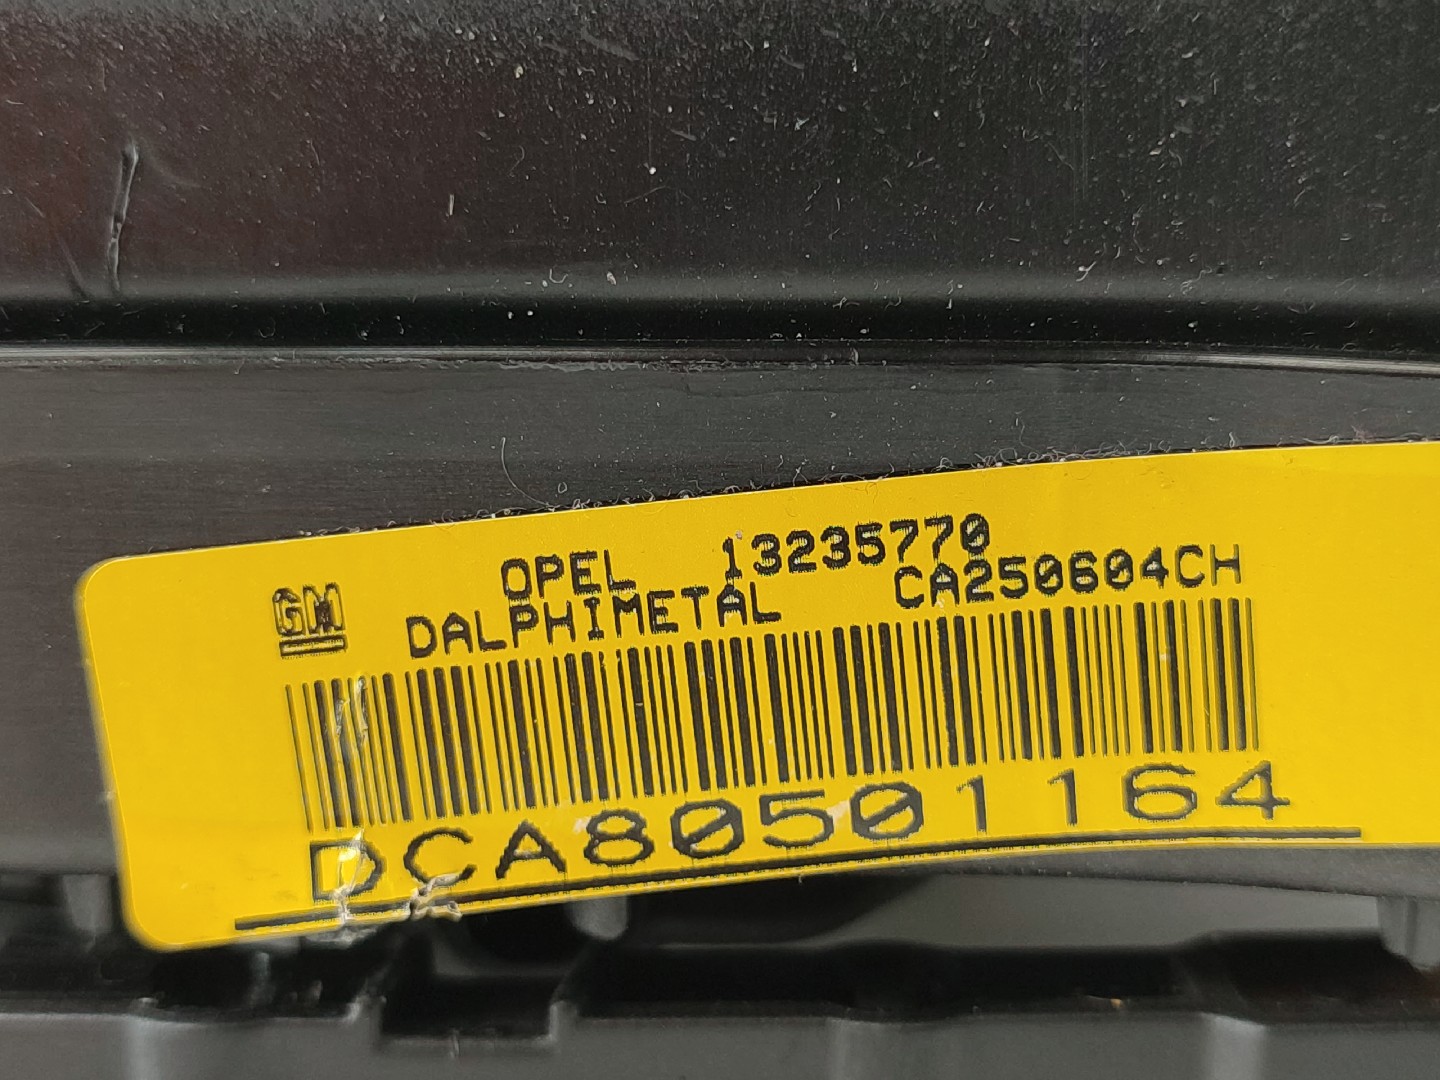 GM
OPEL 13235770
DALPHIMETAL CA250604CH
DCA80501164